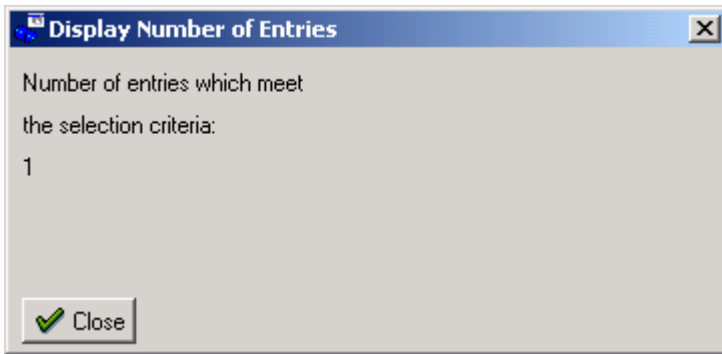 Display Number of Entries
Number of entries which meet
the selection criteria:
1
Close